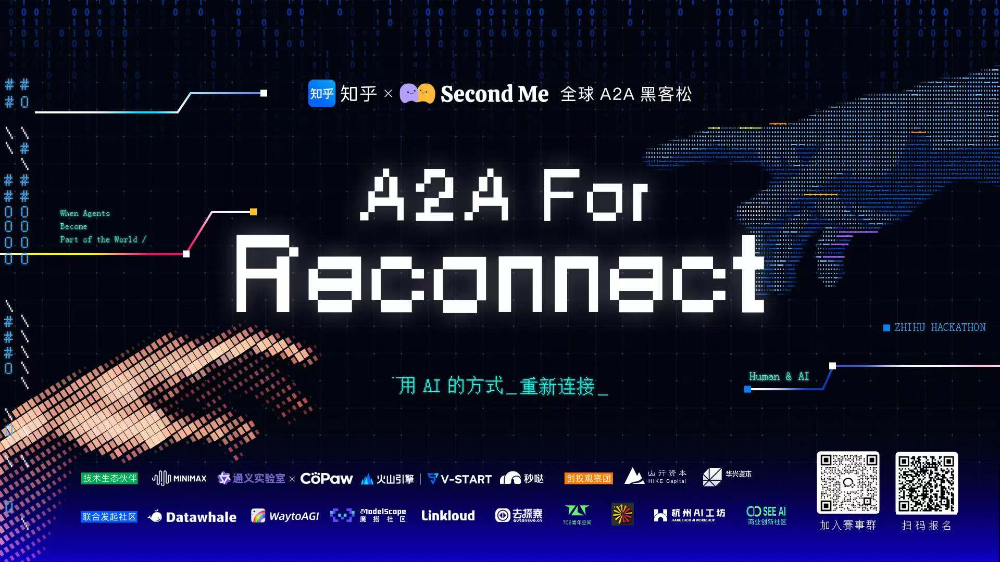 知乎 知乎 × Second Me 全球 A2A 黑客松
A2A For
Reconnect
When Agents
Become
Part of the World /
ZHIHU HACKATHON
用 AI 的方式_重新连接_
Human & AI
技术生态伙伴 MINIMAX 通义实验室 × CoPaw 火山引擎 | V-START 秒哒 创投观察团 山行资本 HIKE Capital 华兴资本
联合发起社区 Datawhale WaytoAGI ModelScope 魔搭社区 Linkloud 去探索 qutansuo.cn 706青年空间 杭州AI工坊 HANGZHOU AI WORKSHOP SEE AI 商业创新社区
加入赛事群 扫码报名